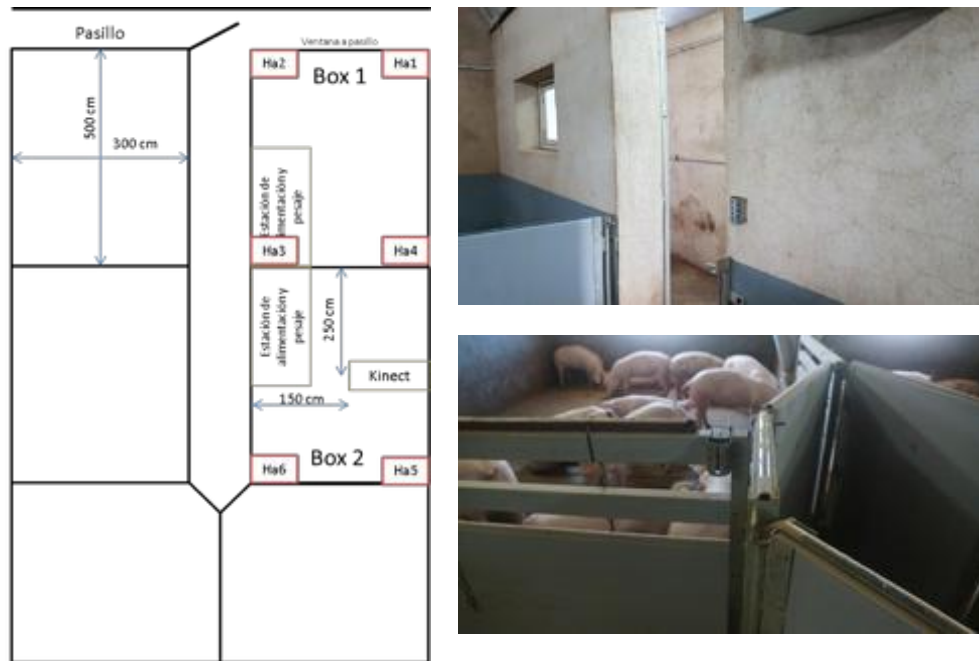 Pasillo
Ventana a pasillo
Ha2
Ha1
Box 1
500 cm
300 cm
Estación de
alimentación y
pesaje
Ha3
Ha4
Estación de
alimentación y
pesaje
250 cm
Kinect
150 cm
Box 2
Ha6
Ha5